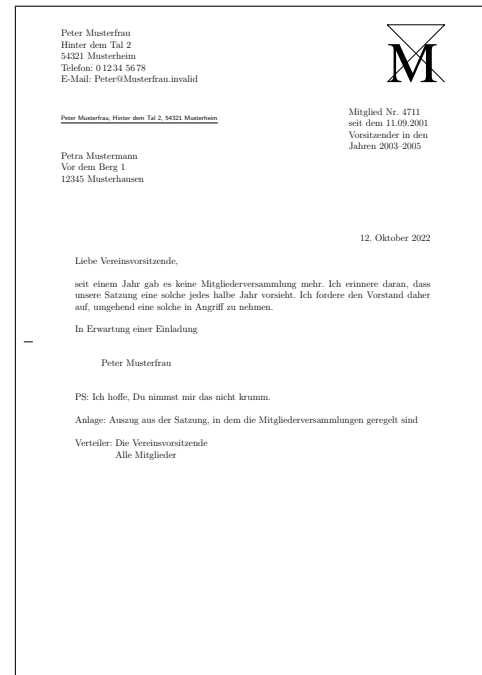 Peter Musterfrau
Hinter dem Tal 2
54321 Musterheim
Telefon: 0 12 34 56 78
E-Mail: Peter@Musterfrau.invalid
M
Peter Musterfrau, Hinter dem Tal 2, 54321 Musterheim
Mitglied Nr. 4711
seit dem 11.09.2001
Vorsitzender in den
Jahren 2003–2005
Petra Mustermann
Vor dem Berg 1
12345 Musterhausen
12. Oktober 2022
Liebe Vereinsvorsitzende,
seit einem Jahr gab es keine Mitgliederversammlung mehr. Ich erinnere daran, dass
unsere Satzung eine solche jedes halbe Jahr vorsieht. Ich fordere den Vorstand daher
auf, umgehend eine solche in Angriff zu nehmen.
In Erwartung einer Einladung
Peter Musterfrau
PS: Ich hoffe, Du nimmst mir das nicht krumm.
Anlage: Auszug aus der Satzung, in dem die Mitgliederversammlungen geregelt sind
Verteiler: Die Vereinsvorsitzende
Alle Mitglieder